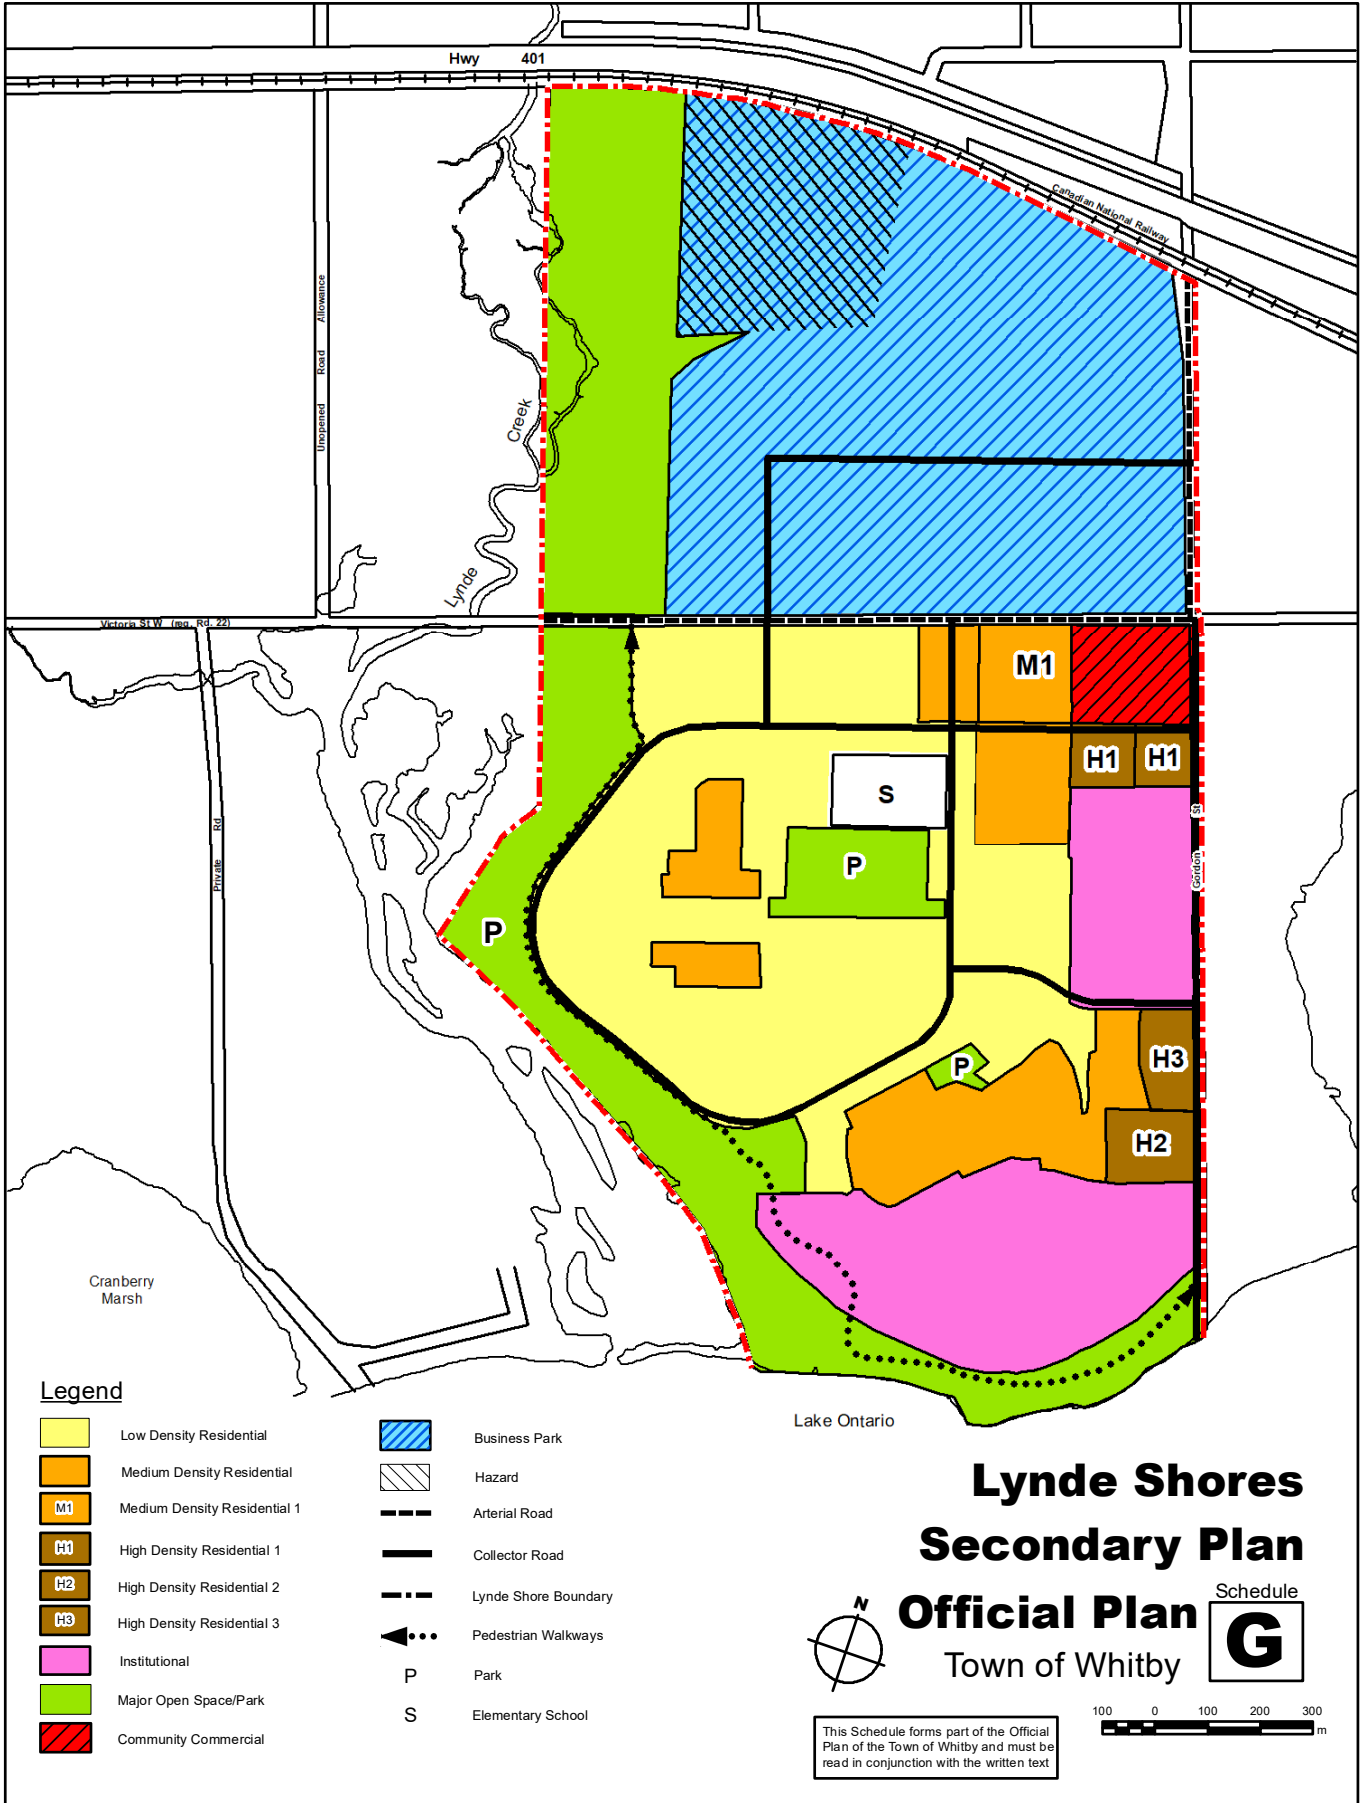 Hwy 401
Canadian National Railway
Unopened Road Allowance
Lynde Creek
Victoria St W (reg. Rd. 22)
M1
H1
H1
S
P
P
Gordon St
Private Rd
P
H3
H2
Cranberry
Marsh
Lake Ontario
Legend
Low Density Residential
Medium Density Residential
M1 Medium Density Residential 1
H1 High Density Residential 1
H2 High Density Residential 2
H3 High Density Residential 3
Institutional
Major Open Space/Park
Community Commercial
Business Park
Hazard
Arterial Road
Collector Road
Lynde Shore Boundary
Pedestrian Walkways
P Park
S Elementary School
Lynde Shores
Secondary Plan
Official Plan
Town of Whitby
Schedule
G
N
100 0 100 200 300
m
This Schedule forms part of the Official
Plan of the Town of Whitby and must be
read in conjunction with the written text